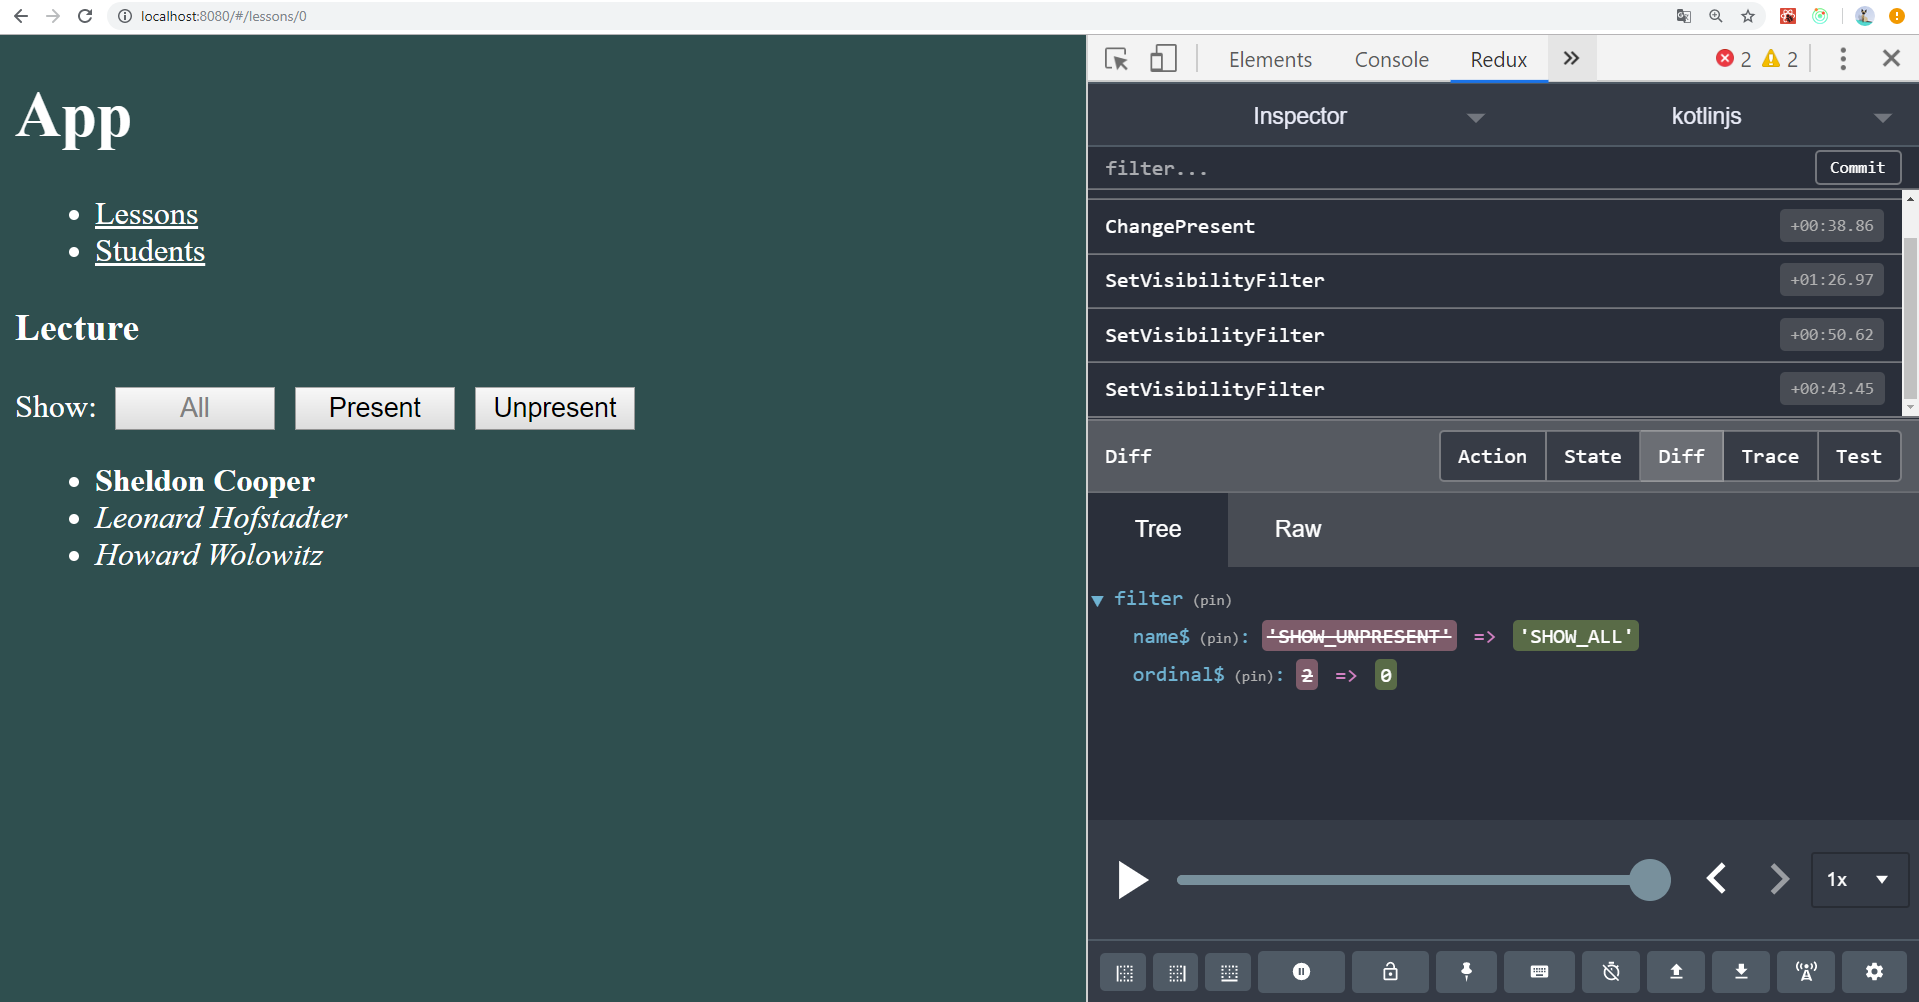 localhost:8080/#/lessons/0
App
Lessons
Students
Lecture
Show: All Present Unpresent
Sheldon Cooper
Leonard Hofstadter
Howard Wolowitz
Elements Console Redux 2 2
Inspector kotlinjs
filter... Commit
ChangePresent +00:38.86
SetVisibilityFilter +01:26.97
SetVisibilityFilter +00:50.62
SetVisibilityFilter +00:43.45
Diff Action State Diff Trace Test
Tree Raw
filter (pin)
name$ (pin): 'SHOW_UNPRESENT' => 'SHOW_ALL'
ordinal$ (pin): 2 => 0
1x